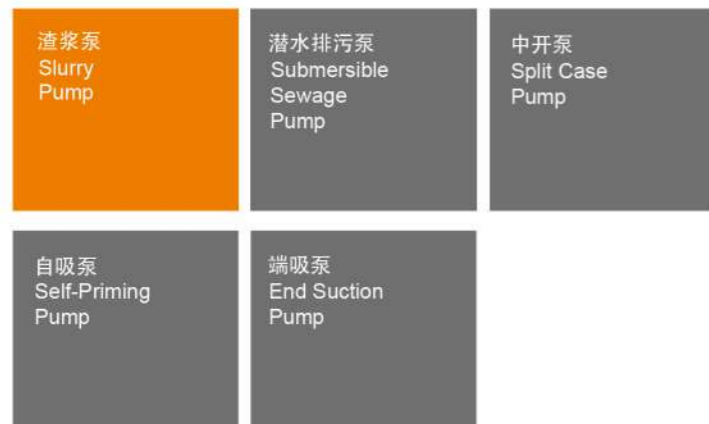 渣浆泵
Slurry
Pump
潜水排污泵
Submersible
Sewage
Pump
中开泵
Split Case
Pump
自吸泵
Self-Priming
Pump
端吸泵
End Suction
Pump